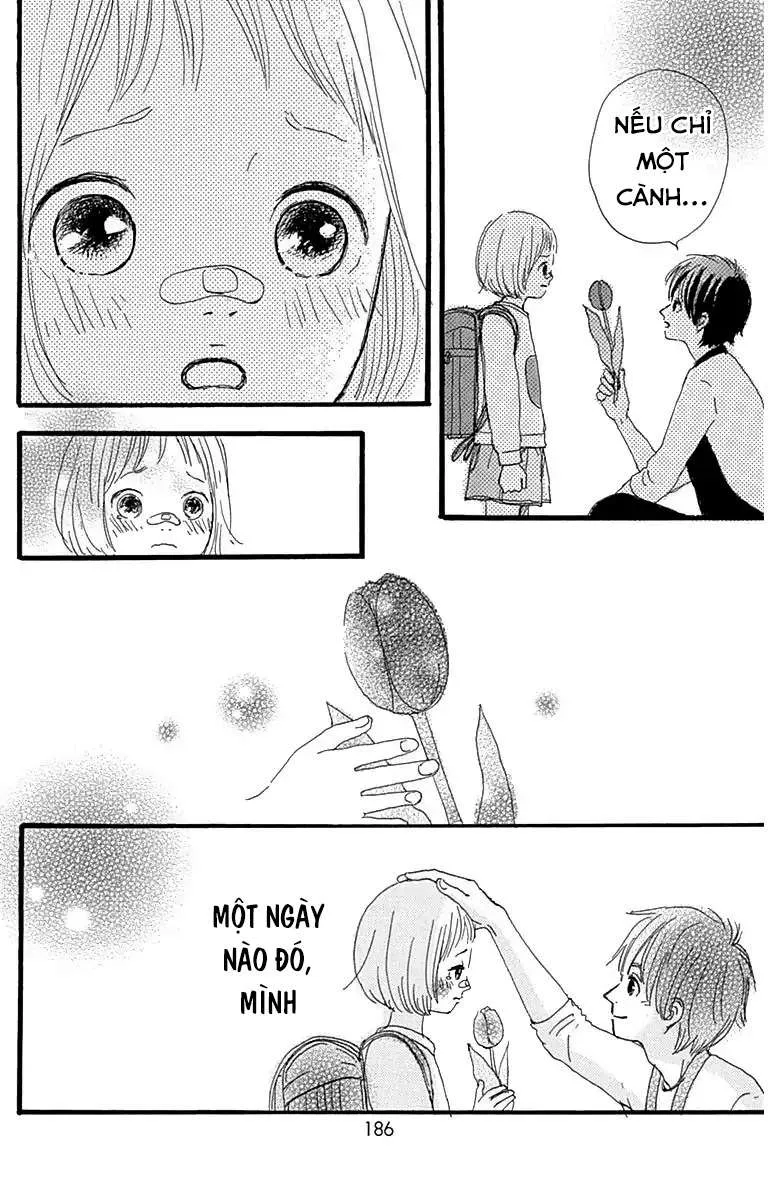 NẾU CHỈ
MỘT
CÀNH...
MỘT NGÀY
NÀO ĐÓ,
MÌNH
186